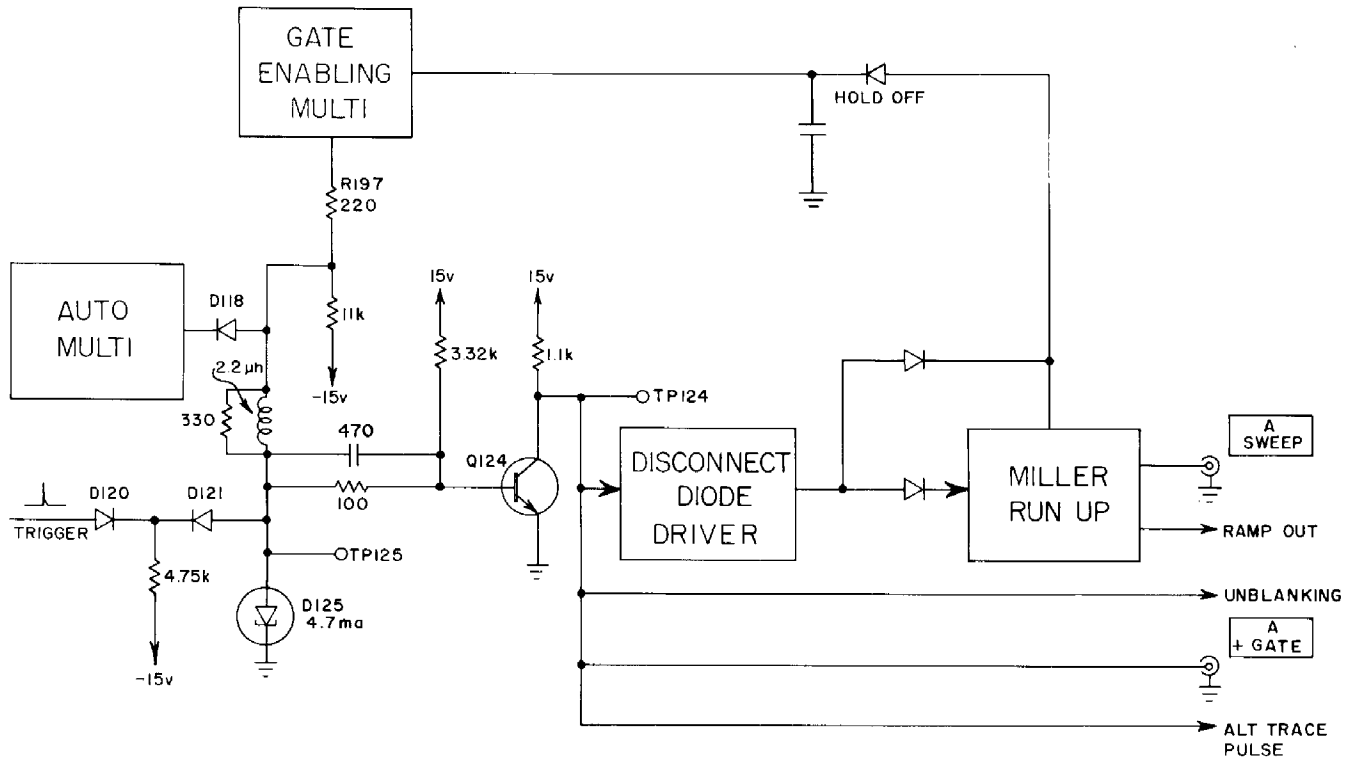 GATE
ENABLING
MULTI
HOLD OFF
R197
220
AUTO
MULTI
D118
11k
-15v
2.2µh
330
15v
3.32k
15v
1.1k
470
100
Q124
TP124
DISCONNECT
DIODE
DRIVER
MILLER
RUN UP
A
SWEEP
RAMP OUT
TRIGGER
D120
D121
4.75k
-15v
TP125
D125
4.7ma
UNBLANKING
A
+ GATE
ALT TRACE
PULSE